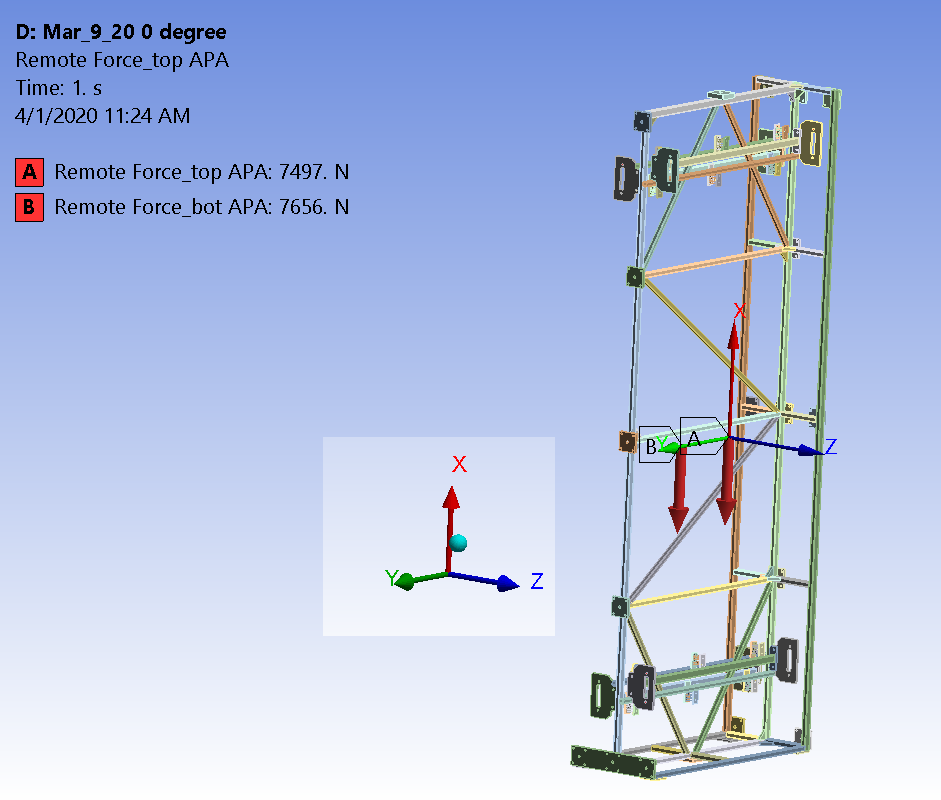 D: Mar_9_20 0 degree
Remote Force_top APA
Time: 1. s
4/1/2020 11:24 AM
A Remote Force_top APA: 7497. N
B Remote Force_bot APA: 7656. N
X
B Y A Z
X
Y Z